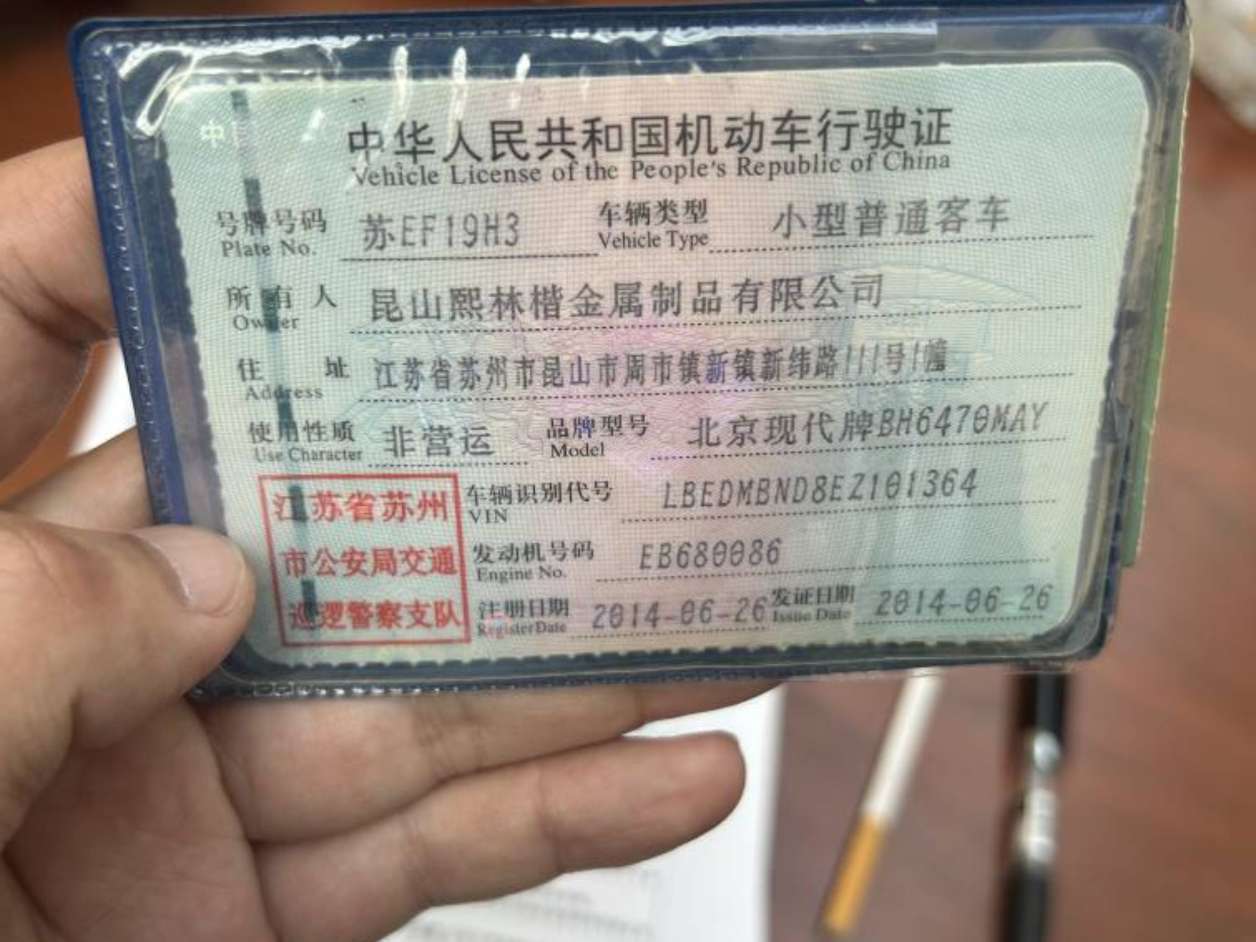 中华人民共和国机动车行驶证
Vehicle License of the People's Republic of China
号牌号码 苏EF19H3 车辆类型 小型普通客车
Plate No. Vehicle Type
所有人 昆山熙林楷金属制品有限公司
Owner
住址 江苏省苏州市昆山市周市镇新镇新纬路111号1幢
Address
使用性质 非营运 品牌型号 北京现代牌BH6470MAY
Use Character Model
江苏省苏州
市公安局交通
巡逻警察支队
车辆识别代号 LBEDMBND8EZ101364
VIN
发动机号码 EB680086
Engine No.
注册日期 2014-06-26 发证日期 2014-06-26
Register Date Issue Date